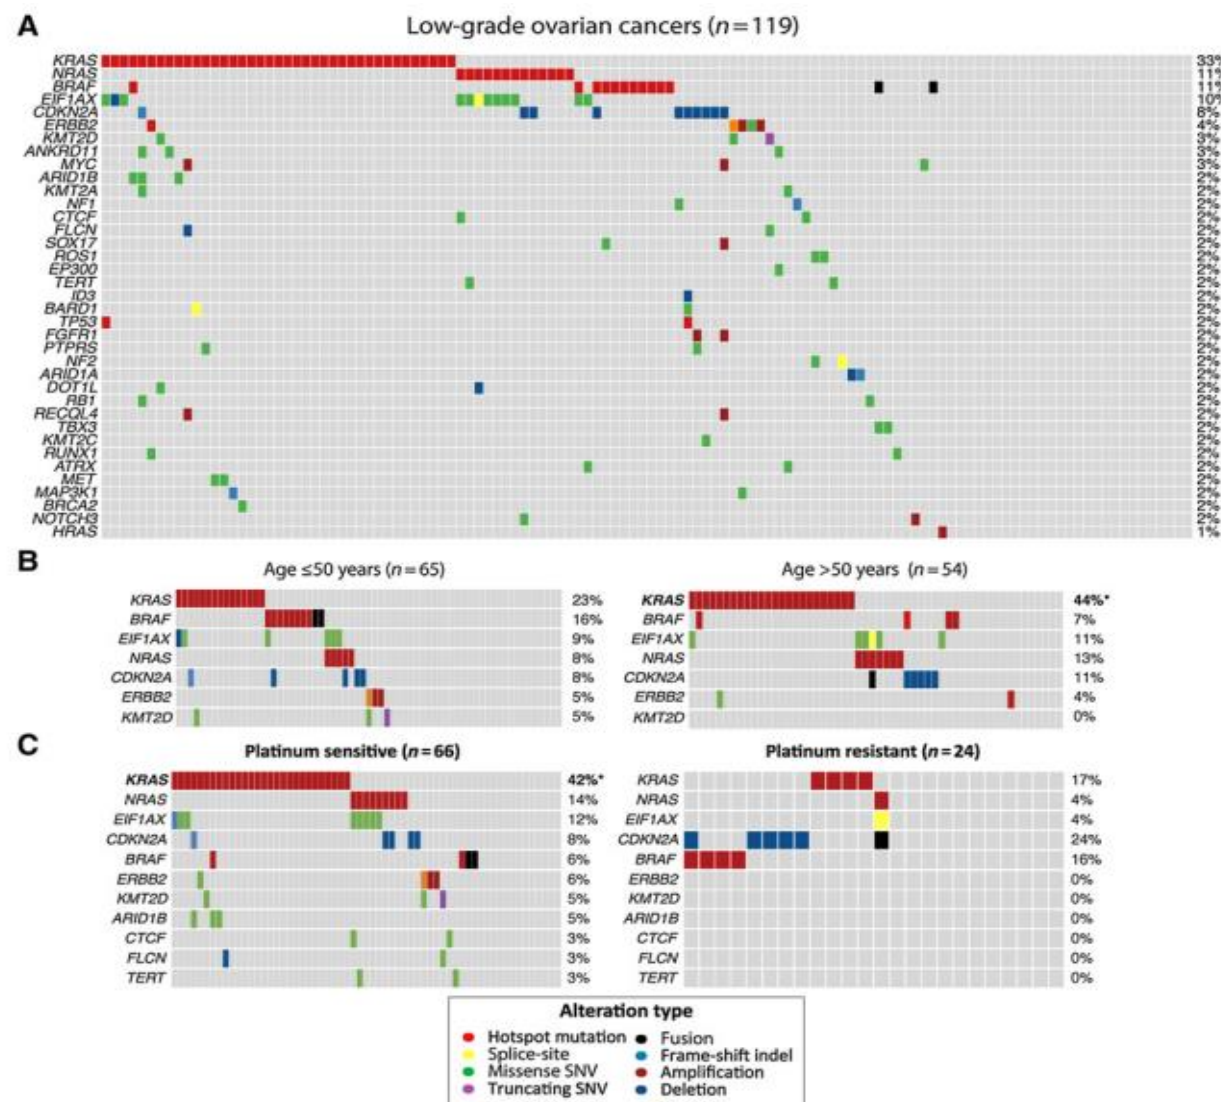 A
Low-grade ovarian cancers (n=119)
KRAS 33%
NRAS 11%
BRAF 11%
EIF1AX 10%
CDKN2A 8%
ERBB2 4%
KMT2D 3%
ANKRD11 3%
MYC 3%
ARID1B 2%
KMT2A 2%
NF1 2%
CTCF 2%
FLCN 2%
SOX17 2%
ROS1 2%
EP300 2%
TERT 2%
ID3 2%
BARD1 2%
TP53 2%
FGFR1 2%
PTPRS 2%
NF2 2%
ARID1A 2%
DOT1L 2%
RB1 2%
RECQL4 2%
TBX3 2%
KMT2C 2%
RUNX1 2%
ATRX 2%
MET 2%
MAP3K1 2%
BRCA2 2%
NOTCH3 2%
HRAS 1%
B
Age ≤50 years (n=65)
KRAS 23%
BRAF 16%
EIF1AX 9%
NRAS 8%
CDKN2A 8%
ERBB2 5%
KMT2D 5%
Age >50 years (n=54)
KRAS 44%*
BRAF 7%
EIF1AX 11%
NRAS 13%
CDKN2A 11%
ERBB2 4%
KMT2D 0%
C
Platinum sensitive (n=66)
KRAS 42%*
NRAS 14%
EIF1AX 12%
CDKN2A 8%
BRAF 6%
ERBB2 6%
KMT2D 5%
ARID1B 5%
CTCF 3%
FLCN 3%
TERT 3%
Platinum resistant (n=24)
KRAS 17%
NRAS 4%
EIF1AX 4%
CDKN2A 24%
BRAF 16%
ERBB2 0%
KMT2D 0%
ARID1B 0%
CTCF 0%
FLCN 0%
TERT 0%
Alteration type
Hotspot mutation
Splice-site
Missense SNV
Truncating SNV
Fusion
Frame-shift indel
Amplification
Deletion